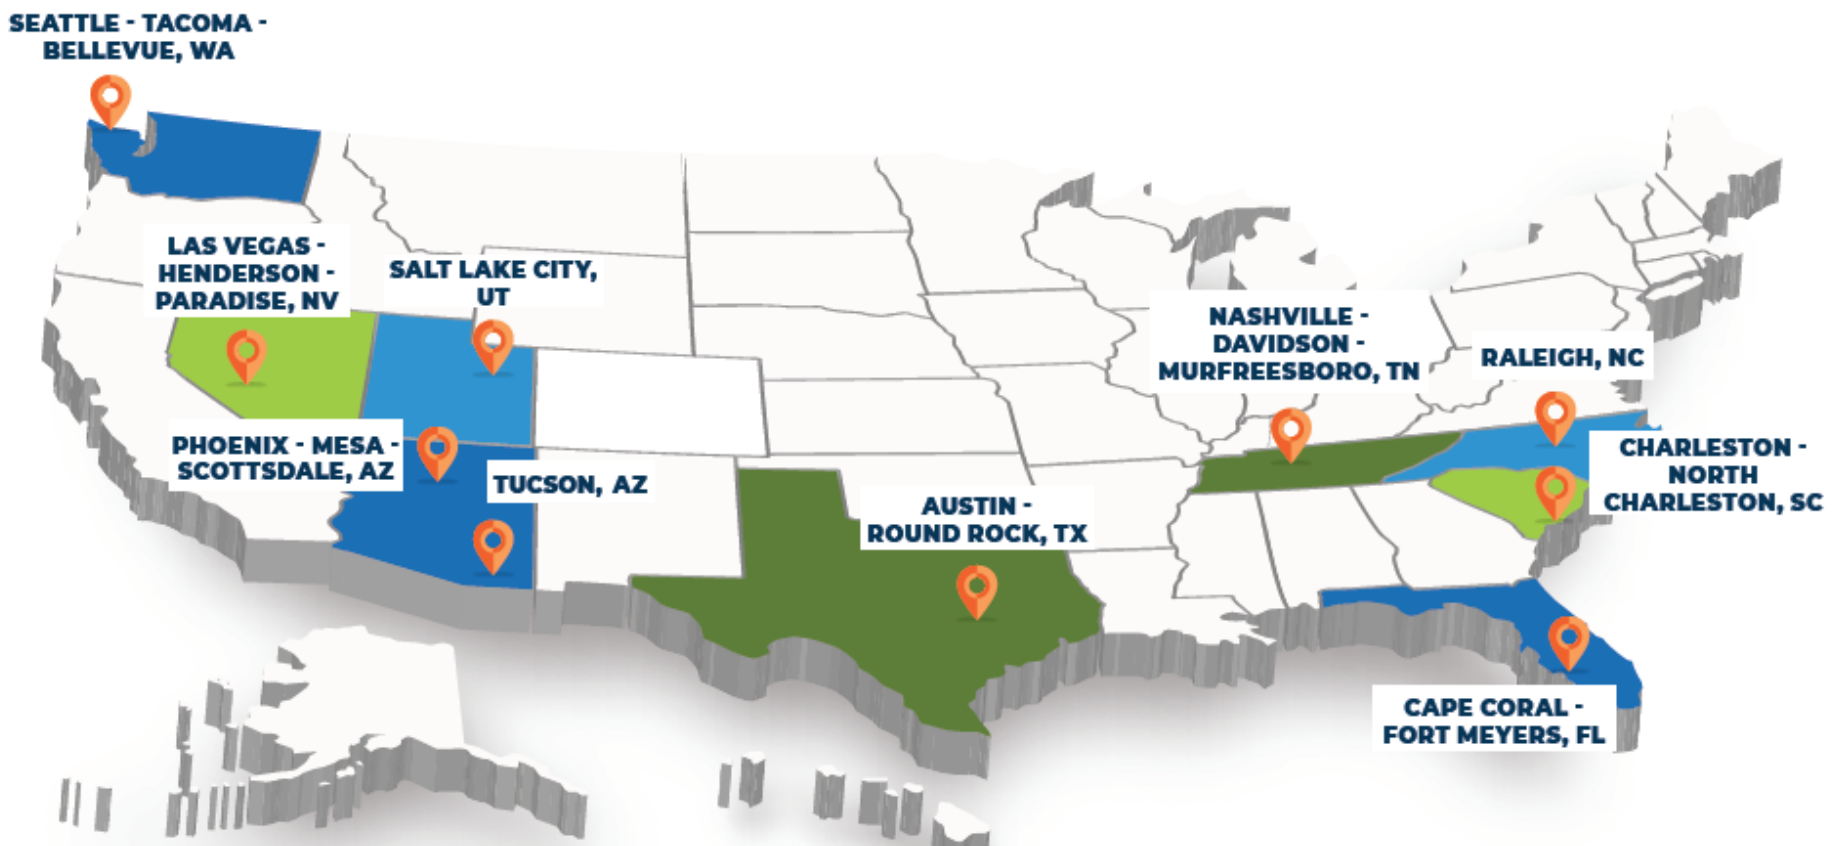 SEATTLE - TACOMA -
BELLEVUE, WA
LAS VEGAS -
HENDERSON -
PARADISE, NV
SALT LAKE CITY,
UT
NASHVILLE -
DAVIDSON -
MURFREESBORO, TN
RALEIGH, NC
PHOENIX - MESA -
SCOTTSDALE, AZ
TUCSON, AZ
AUSTIN -
ROUND ROCK, TX
CHARLESTON -
NORTH
CHARLESTON, SC
CAPE CORAL -
FORT MEYERS, FL